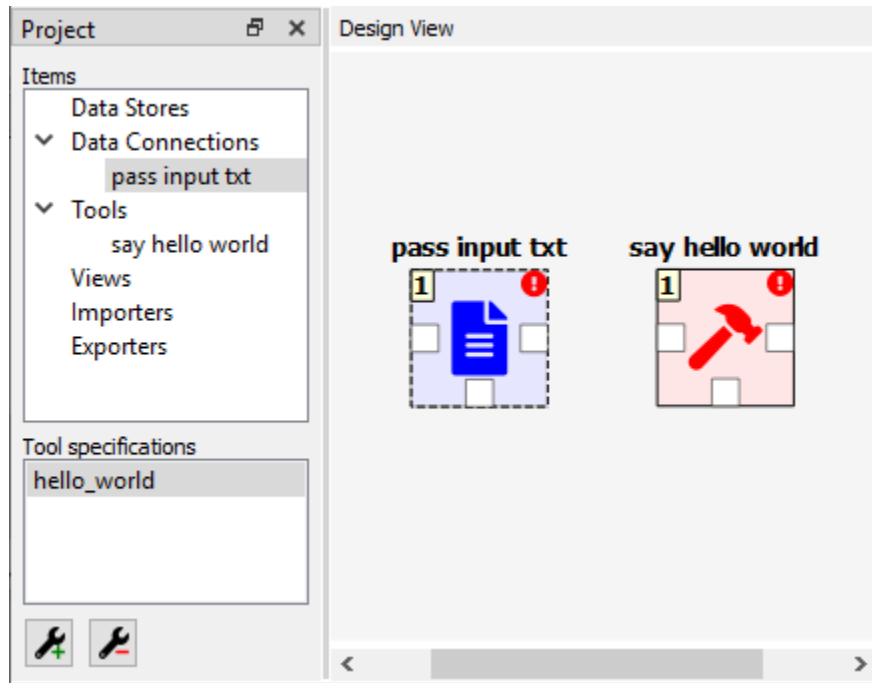 Project
Items
Data Stores
Data Connections
pass input txt
Tools
say hello world
Views
Importers
Exporters
Tool specifications
hello_world
Design View
pass input txt
say hello world
1
1